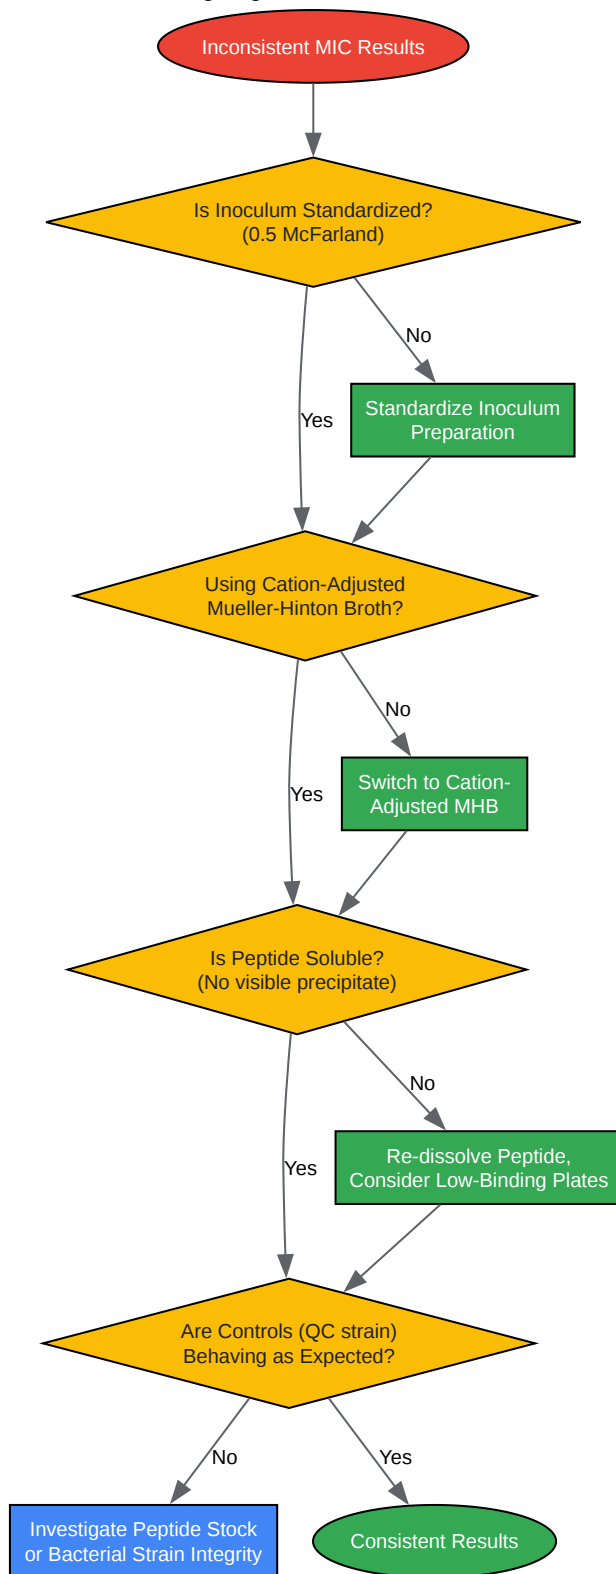 Inconsistent MIC Results
Is Inoculum Standardized?
(0.5 McFarland)
No
Yes
Standardize Inoculum
Preparation
Using Cation-Adjusted
Mueller-Hinton Broth?
No
Yes
Switch to Cation-
Adjusted MHB
Is Peptide Soluble?
(No visible precipitate)
No
Yes
Re-dissolve Peptide,
Consider Low-Binding Plates
Are Controls (QC strain)
Behaving as Expected?
No
Yes
Investigate Peptide Stock
or Bacterial Strain Integrity
Consistent Results